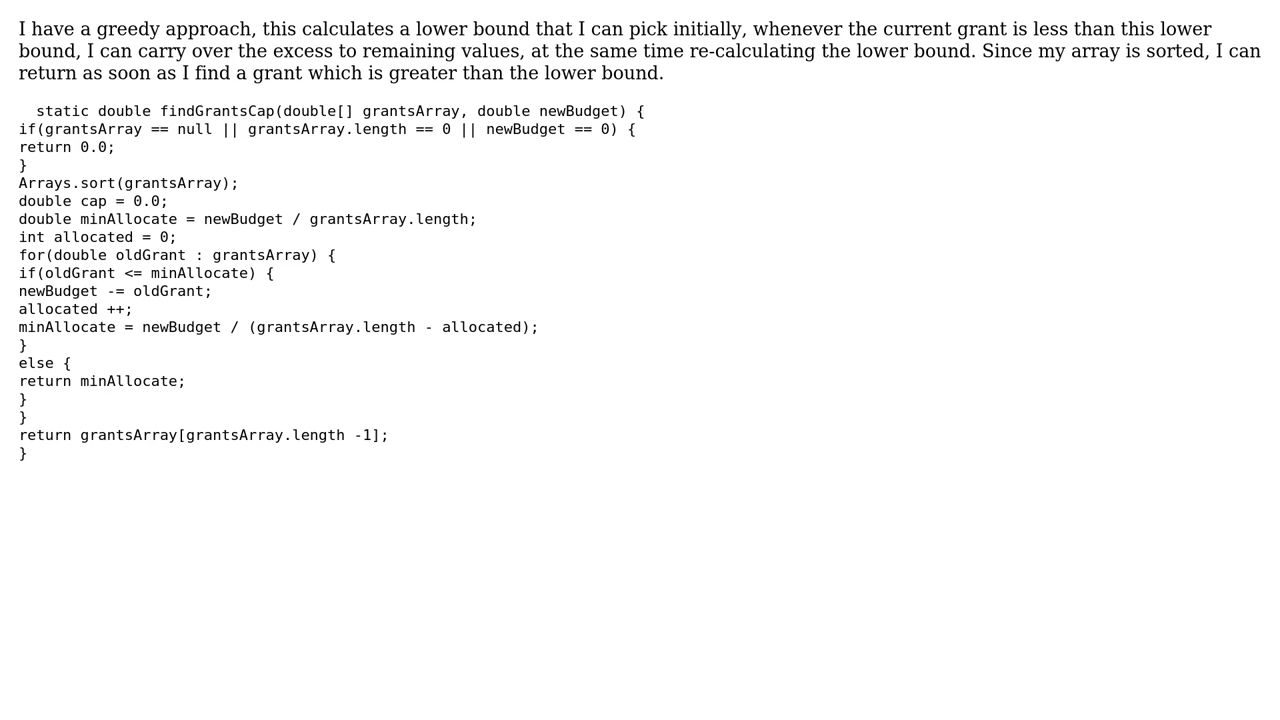 I have a greedy approach, this calculates a lower bound that I can pick initially, whenever the current grant is less than this lower
bound, I can carry over the excess to remaining values, at the same time re-calculating the lower bound. Since my array is sorted, I can
return as soon as I find a grant which is greater than the lower bound.
static double findGrantsCap(double[] grantsArray, double newBudget) {
if(grantsArray == null || grantsArray.length == 0 || newBudget == 0) {
return 0.0;
}
Arrays.sort(grantsArray);
double cap = 0.0;
double minAllocate = newBudget / grantsArray.length;
int allocated = 0;
for(double oldGrant : grantsArray) {
if(oldGrant <= minAllocate) {
newBudget -= oldGrant;
allocated ++;
minAllocate = newBudget / (grantsArray.length - allocated);
}
else {
return minAllocate;
}
}
return grantsArray[grantsArray.length -1];
}